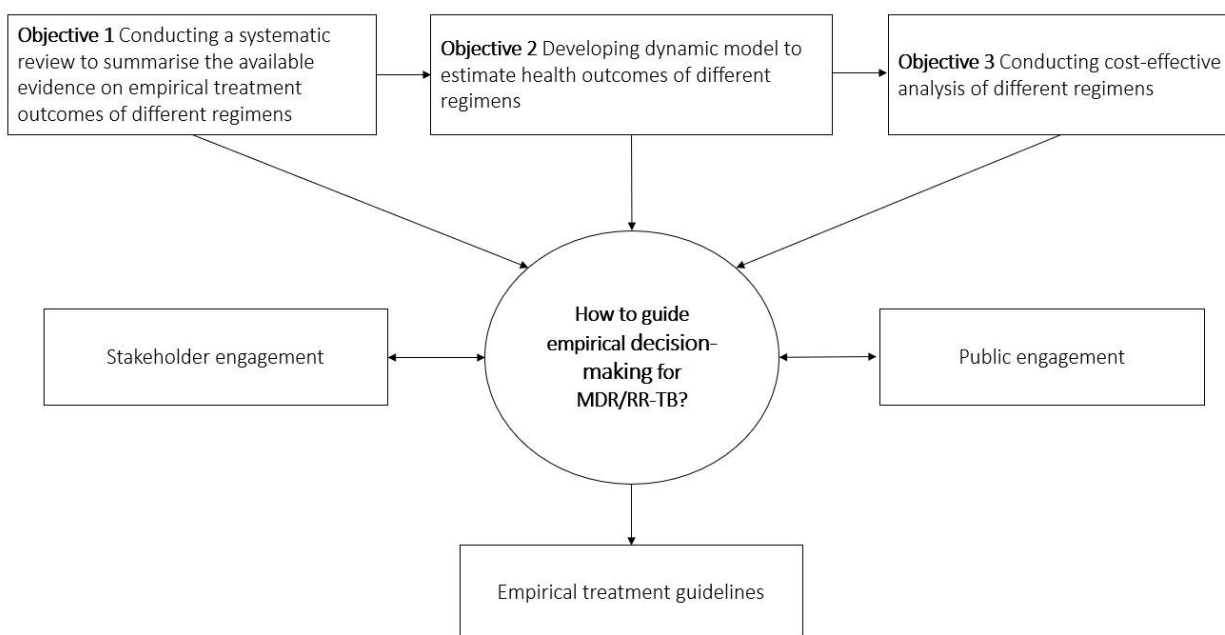 Objective 1 Conducting a systematic
review to summarise the available
evidence on empirical treatment
outcomes of different regimens
Objective 2 Developing dynamic model to
estimate health outcomes of different
regimens
Objective 3 Conducting cost-effective
analysis of different regimens
Stakeholder engagement
How to guide
empirical decision-
making for
MDR/RR-TB?
Public engagement
Empirical treatment guidelines